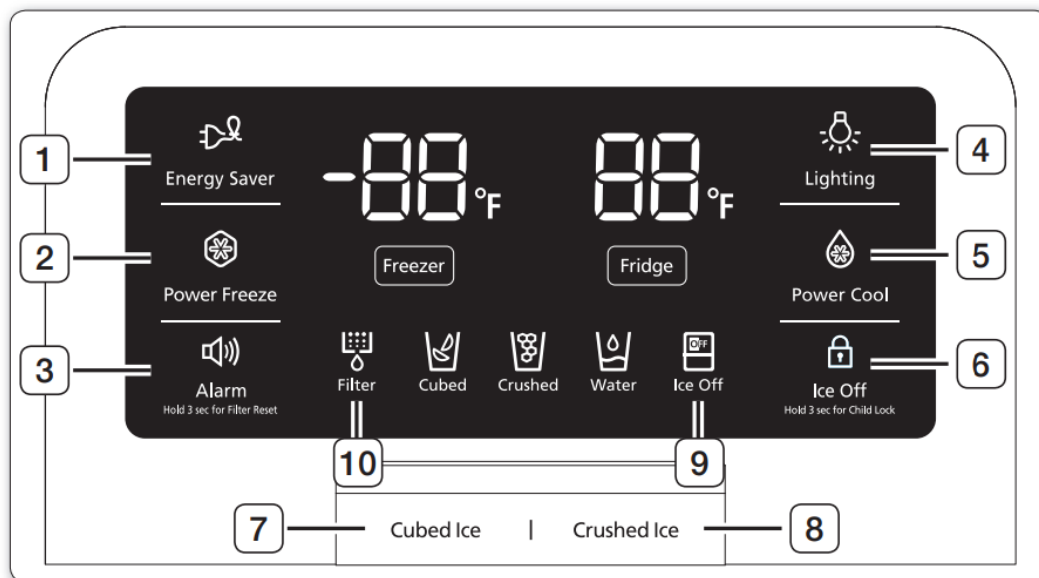 1
Energy Saver
-88 °F
88 °F
Lighting
4
2
Power Freeze
Freezer
Fridge
Power Cool
5
3
Alarm
Hold 3 sec for Filter Reset
Filter
Cubed
Crushed
Water
OFF
Ice Off
Ice Off
Hold 3 sec for Child Lock
6
10
9
7
Cubed Ice | Crushed Ice
8